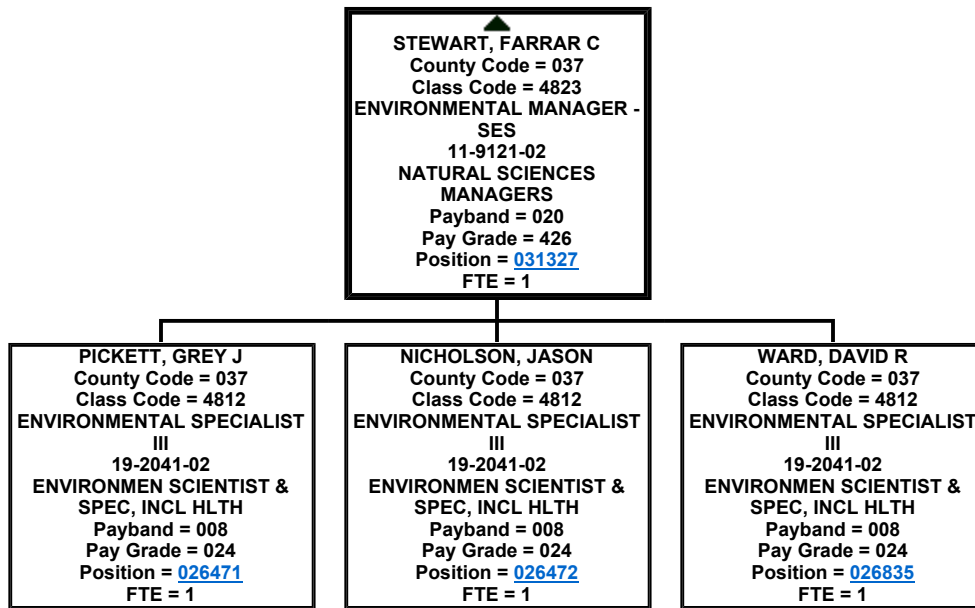 STEWART, FARRAR C
County Code = 037
Class Code = 4823
ENVIRONMENTAL MANAGER -
SES
11-9121-02
NATURAL SCIENCES
MANAGERS
Payband = 020
Pay Grade = 426
Position = 031327
FTE = 1
PICKETT, GREY J
County Code = 037
Class Code = 4812
ENVIRONMENTAL SPECIALIST
III
19-2041-02
ENVIRONMEN SCIENTIST &
SPEC, INCL HLTH
Payband = 008
Pay Grade = 024
Position = 026471
FTE = 1
NICHOLSON, JASON
County Code = 037
Class Code = 4812
ENVIRONMENTAL SPECIALIST
III
19-2041-02
ENVIRONMEN SCIENTIST &
SPEC, INCL HLTH
Payband = 008
Pay Grade = 024
Position = 026472
FTE = 1
WARD, DAVID R
County Code = 037
Class Code = 4812
ENVIRONMENTAL SPECIALIST
III
19-2041-02
ENVIRONMEN SCIENTIST &
SPEC, INCL HLTH
Payband = 008
Pay Grade = 024
Position = 026835
FTE = 1